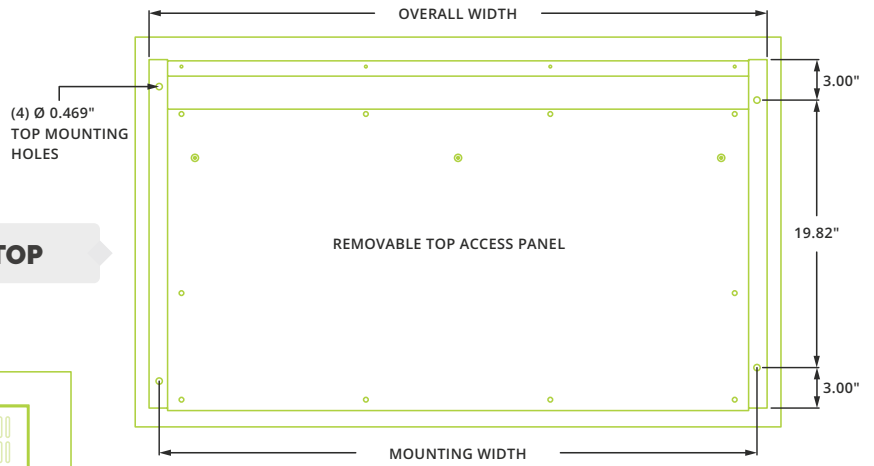 OVERALL WIDTH
3.00"
(4) Ø 0.469"
TOP MOUNTING
HOLES
19.82"
TOP
REMOVABLE TOP ACCESS PANEL
3.00"
MOUNTING WIDTH